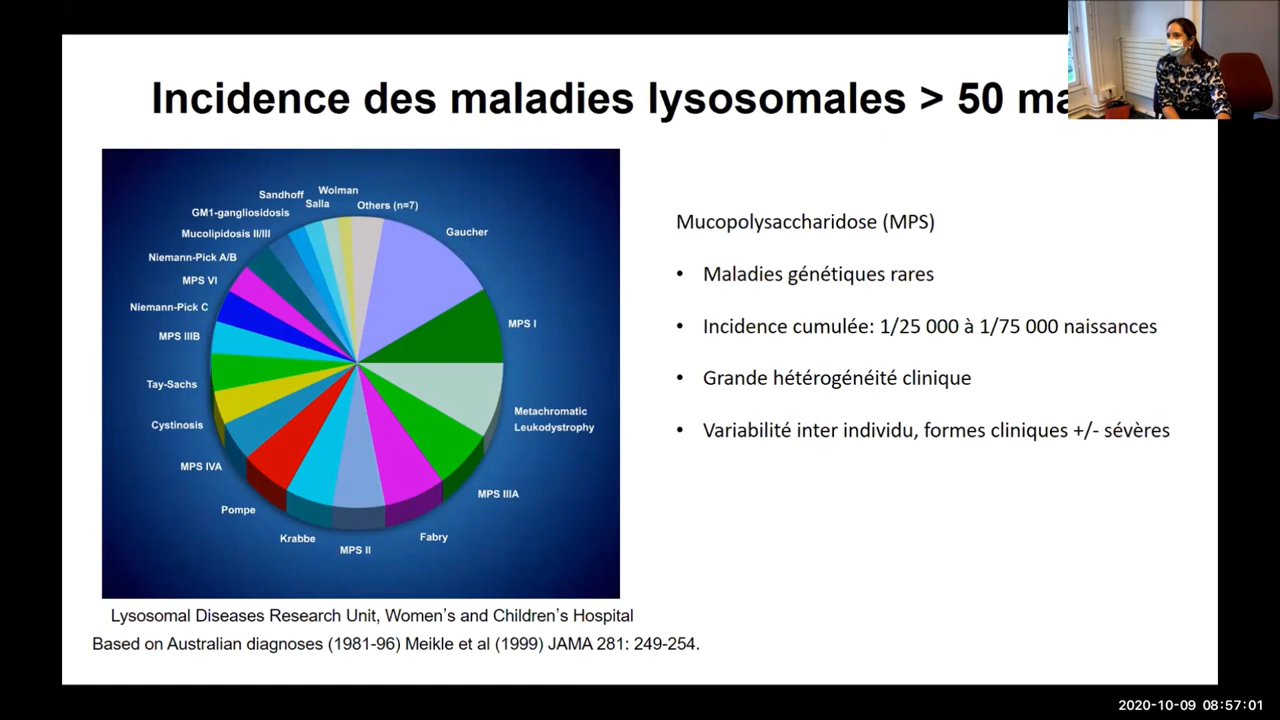 Incidence des maladies lysosomales > 50
Sandhoff
Wolman
Salla
Others (n=7)
GM1-gangliosidosis
Gaucher
Mucolipidosis II/III
Niemann-Pick A/B
MPS VI
Niemann-Pick C
MPS I
MPS IIIB
Tay-Sachs
Metachromatic
Leukodystrophy
Cystinosis
MPS IVA
MPS IIIA
Pompe
Krabbe
Fabry
MPS II
Lysosomal Diseases Research Unit, Women's and Children's Hospital
Based on Australian diagnoses (1981-96) Meikle et al (1999) JAMA 281: 249-254.
Mucopolysaccharidose (MPS)
• Maladies génétiques rares
• Incidence cumulée: 1/25 000 à 1/75 000 naissances
• Grande hétérogénéité clinique
• Variabilité inter individu, formes cliniques +/- sévères
2020-10-09 08:57:01